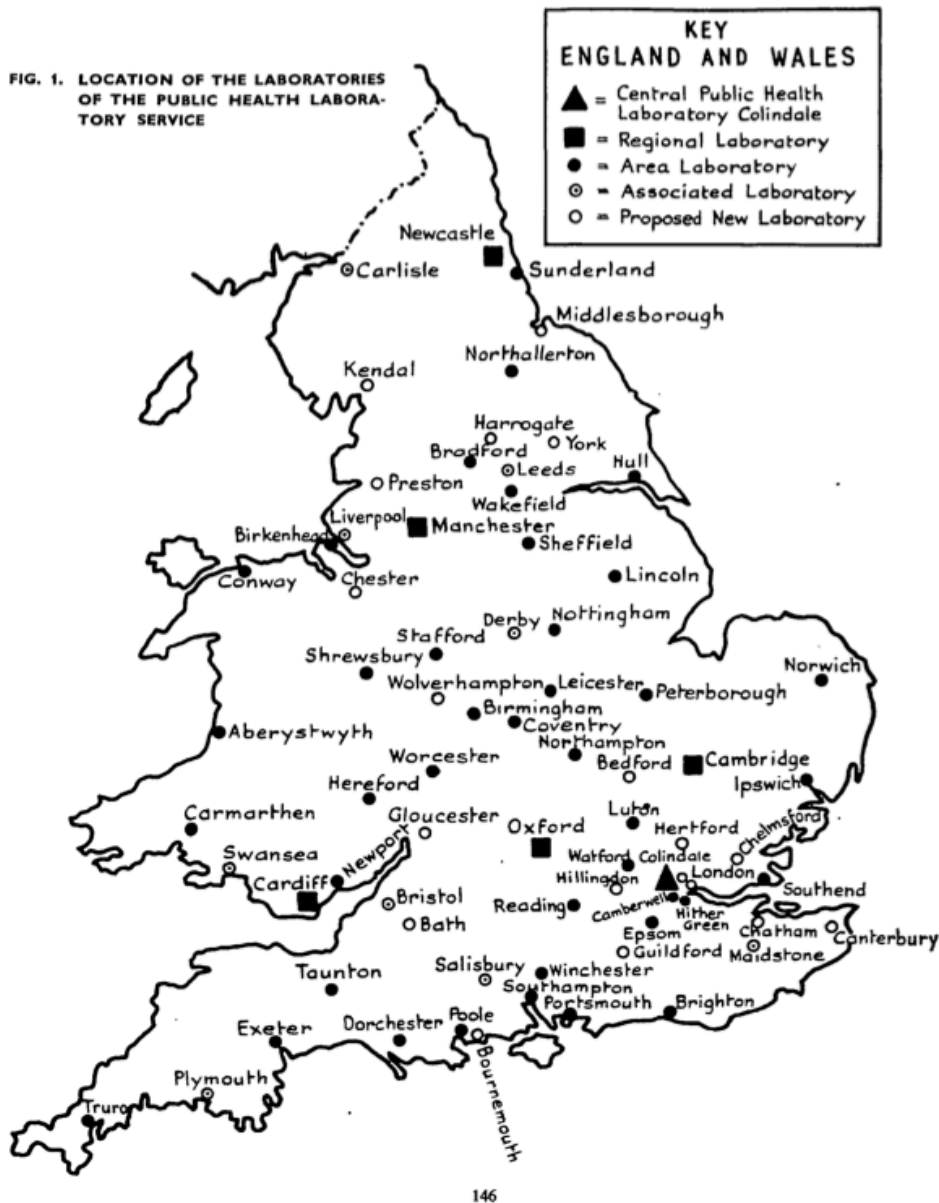 FIG. 1. LOCATION OF THE LABORATORIES
OF THE PUBLIC HEALTH LABORA-
TORY SERVICE
KEY
ENGLAND AND WALES
▲ = Central Public Health
Laboratory Colindale
■ = Regional Laboratory
● = Area Laboratory
⊙ = Associated Laboratory
○ = Proposed New Laboratory
Newcastle
Carlisle
Sunderland
Middlesborough
Northallerton
Kendal
Harrogate
York
Bradford
Leeds
Hull
Preston
Wakefield
Liverpool
Manchester
Birkenhead
Sheffield
Conway
Chester
Lincoln
Derby
Nottingham
Stafford
Shrewsbury
Norwich
Wolverhampton
Leicester
Peterborough
Birmingham
Coventry
Aberystwyth
Northampton
Worcester
Bedford
Cambridge
Hereford
Ipswich
Carmarthen
Gloucester
Luton
Oxford
Hertford
Chelmsford
Swansea
Newport
Watford
Colindale
Cardiff
Hillingdon
London
Southend
Bristol
Reading
Camberwell
Hither
Green
Bath
Epsom
Chatham
Canterbury
Guildford
Maidstone
Taunton
Salisbury
Winchester
Southampton
Portsmouth
Brighton
Exeter
Dorchester
Poole
Bournemouth
Plymouth
Truro
146